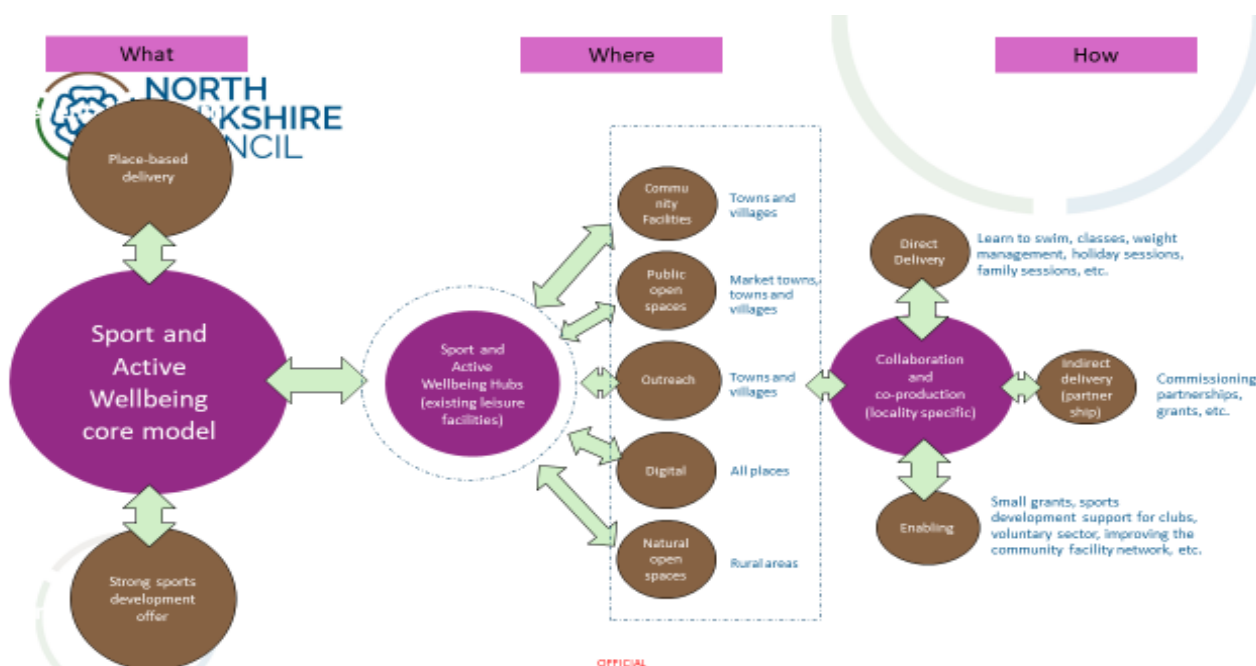 What
Where
How
NORTH
KSHIRE
NCIL
Place-based
delivery
Sport and
Active
Wellbeing
core model
Strong sports
development
offer
Sport and
Active
Wellbeing Hubs
(existing leisure
facilities)
Commu
nity
Facilities
Towns and
villages
Public
open
spaces
Market towns,
towns and
villages
Outreach
Towns and
villages
Digital
All places
Natural
open
spaces
Rural areas
Direct
Delivery
Learn to swim, classes, weight
management, holiday sessions,
family sessions, etc.
Collaboration
and
co-production
(locality specific)
Indirect
delivery
(partner
ship)
Commissioning
partnerships,
grants, etc.
Enabling
Small grants, sports
development support for clubs,
voluntary sector, improving the
community facility network, etc.
OFFICIAL